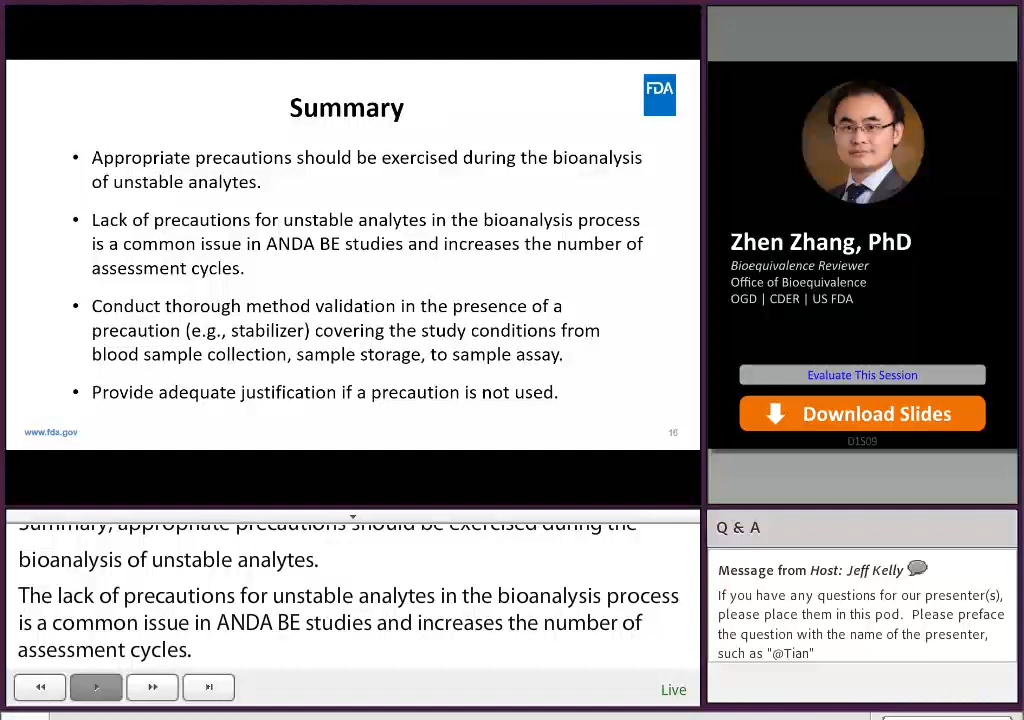 FDA
Summary
• Appropriate precautions should be exercised during the bioanalysis
of unstable analytes.
• Lack of precautions for unstable analytes in the bioanalysis process
is a common issue in ANDA BE studies and increases the number of
assessment cycles.
• Conduct thorough method validation in the presence of a
precaution (e.g., stabilizer) covering the study conditions from
blood sample collection, sample storage, to sample assay.
• Provide adequate justification if a precaution is not used.
www.fda.gov
16
Zhen Zhang, PhD
Bioequivalence Reviewer
Office of Bioequivalence
OGD | CDER | US FDA
Evaluate This Session
Download Slides
D1S09
Summary, appropriate precautions should be exercised during the
bioanalysis of unstable analytes.
The lack of precautions for unstable analytes in the bioanalysis process
is a common issue in ANDA BE studies and increases the number of
assessment cycles.
Live
Q & A
Message from Host: Jeff Kelly
If you have any questions for our presenter(s),
please place them in this pod.  Please preface
the question with the name of the presenter,
such as "@Tian"